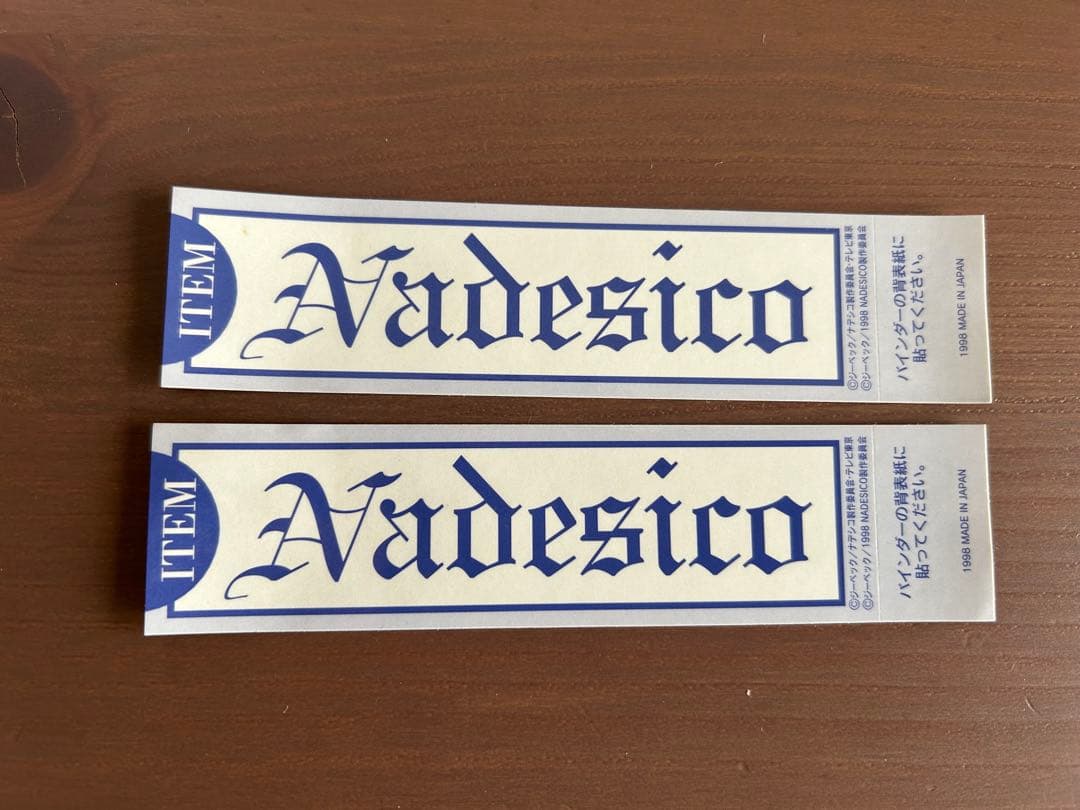 ITEM
Nadesico
©ジーベック/ナデシコ製作委員会・テレビ東京
©ジーベック/1998 NADESICO製作委員会
バインダーの背表紙に
貼ってください。
1998 MADE IN JAPAN
ITEM
Nadesico
©ジーベック/ナデシコ製作委員会・テレビ東京
©ジーベック/1998 NADESICO製作委員会
バインダーの背表紙に
貼ってください。
1998 MADE IN JAPAN